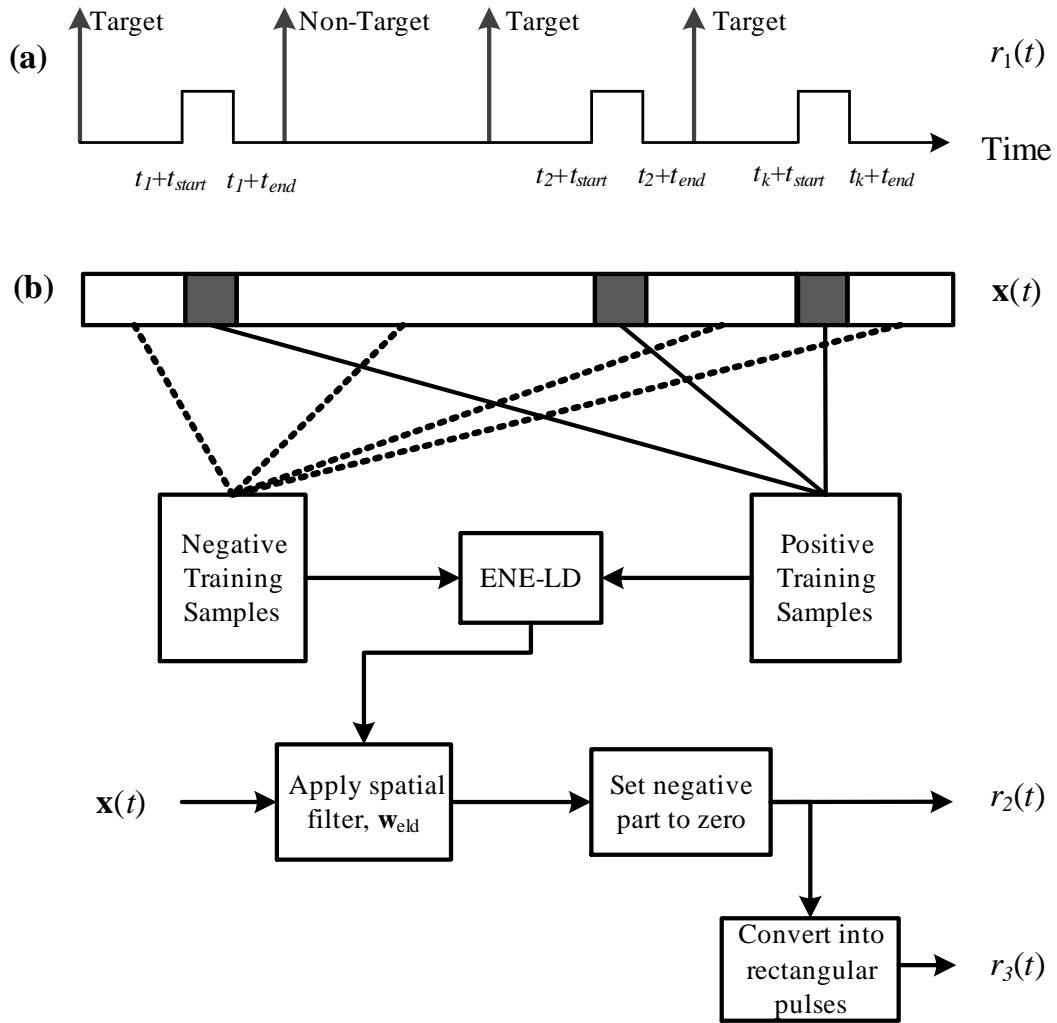 Target Non-Target Target Target
(a) r1(t)
Time
t1+tstart t1+tend t2+tstart t2+tend tk+tstart tk+tend
(b) x(t)
Negative
Training
Samples
ENE-LD
Positive
Training
Samples
x(t)
Apply spatial
filter, weld
Set negative
part to zero
r2(t)
Convert into
rectangular
pulses
r3(t)